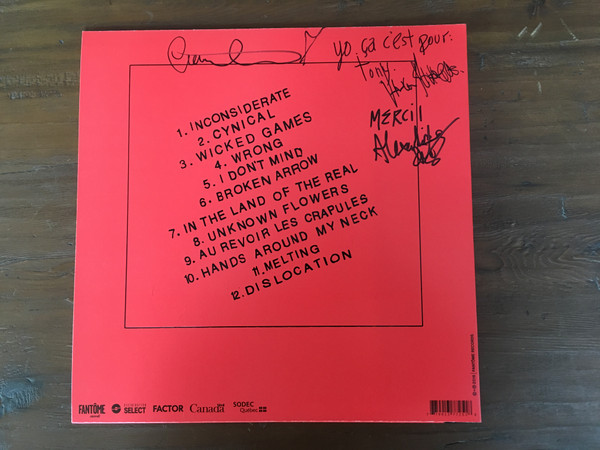 yo, ça c'est pour:
Tony.
MERCI!
1. INCONSIDERATE
2. CYNICAL
3. WICKED GAMES
4. WRONG
5. I DON'T MIND
6. BROKEN ARROW
7. IN THE LAND OF THE REAL
8. UNKNOWN FLOWERS
9. AU REVOIR LES CRAPULES
10. HANDS AROUND MY NECK
11. MELTING
12. DISLOCATION
FANTÔME
SELECT
FACTOR
Canada
SODEC
Québec